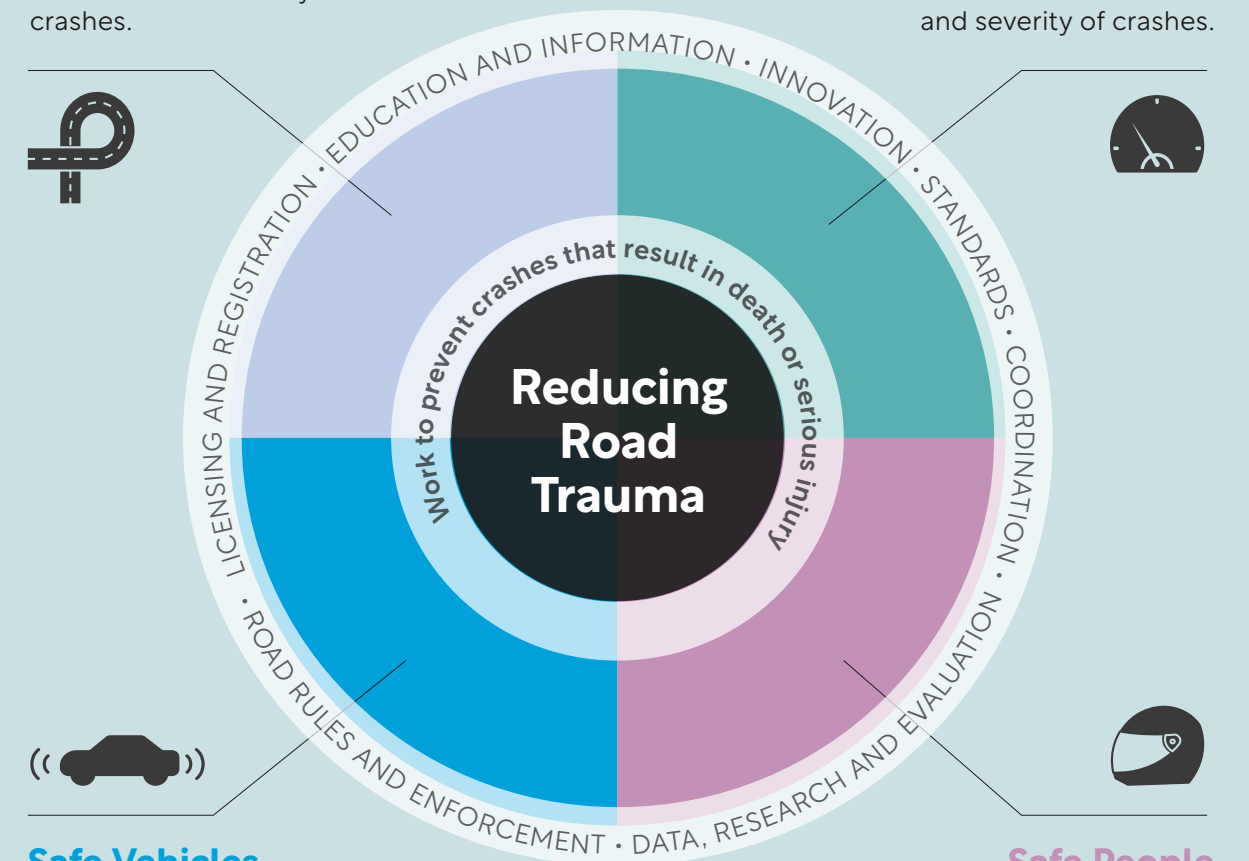 crashes.
and severity of crashes.
LICENSING AND REGISTRATION • EDUCATION AND INFORMATION • INNOVATION • STANDARDS • COORDINATION •
• ROAD RULES AND ENFORCEMENT • DATA, RESEARCH AND EVALUATION
Work to prevent crashes that result in death or serious injury
Reducing
Road
Trauma
Safe Vehicles
Safe People